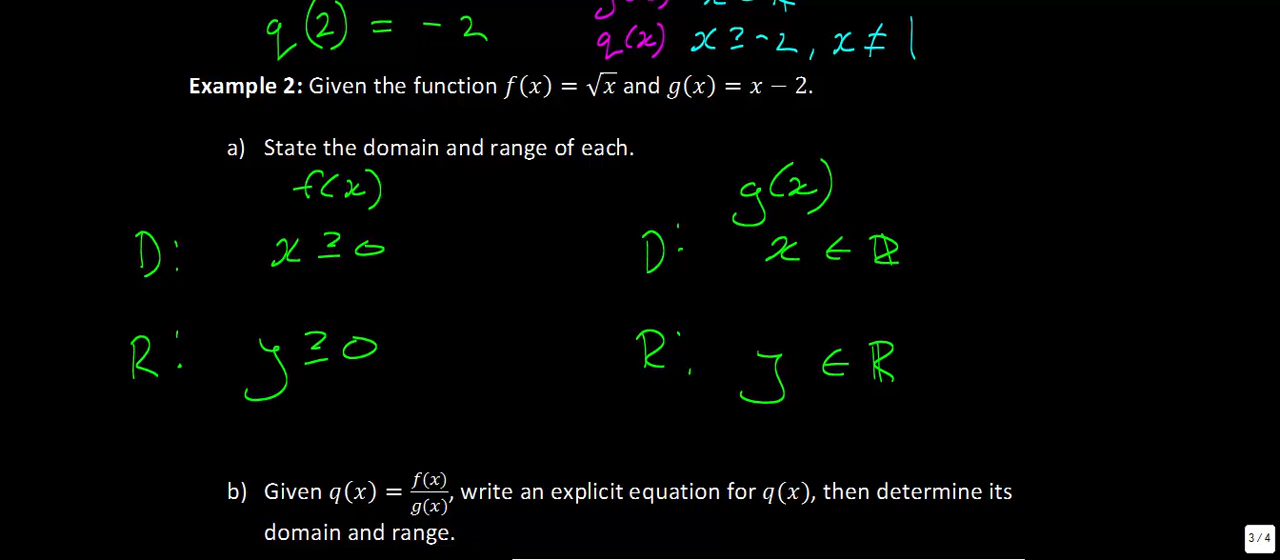 q(2) = -2
q(x) x ≥ -2, x ≠ 1
Example 2: Given the function f(x) = √x and g(x) = x − 2.
a) State the domain and range of each.
f(x) g(x)
D: x ≥ 0 D: x ∈ ℝ
R: y ≥ 0 R: y ∈ ℝ
b) Given q(x) = f(x)/g(x), write an explicit equation for q(x), then determine its
domain and range.
3 / 4